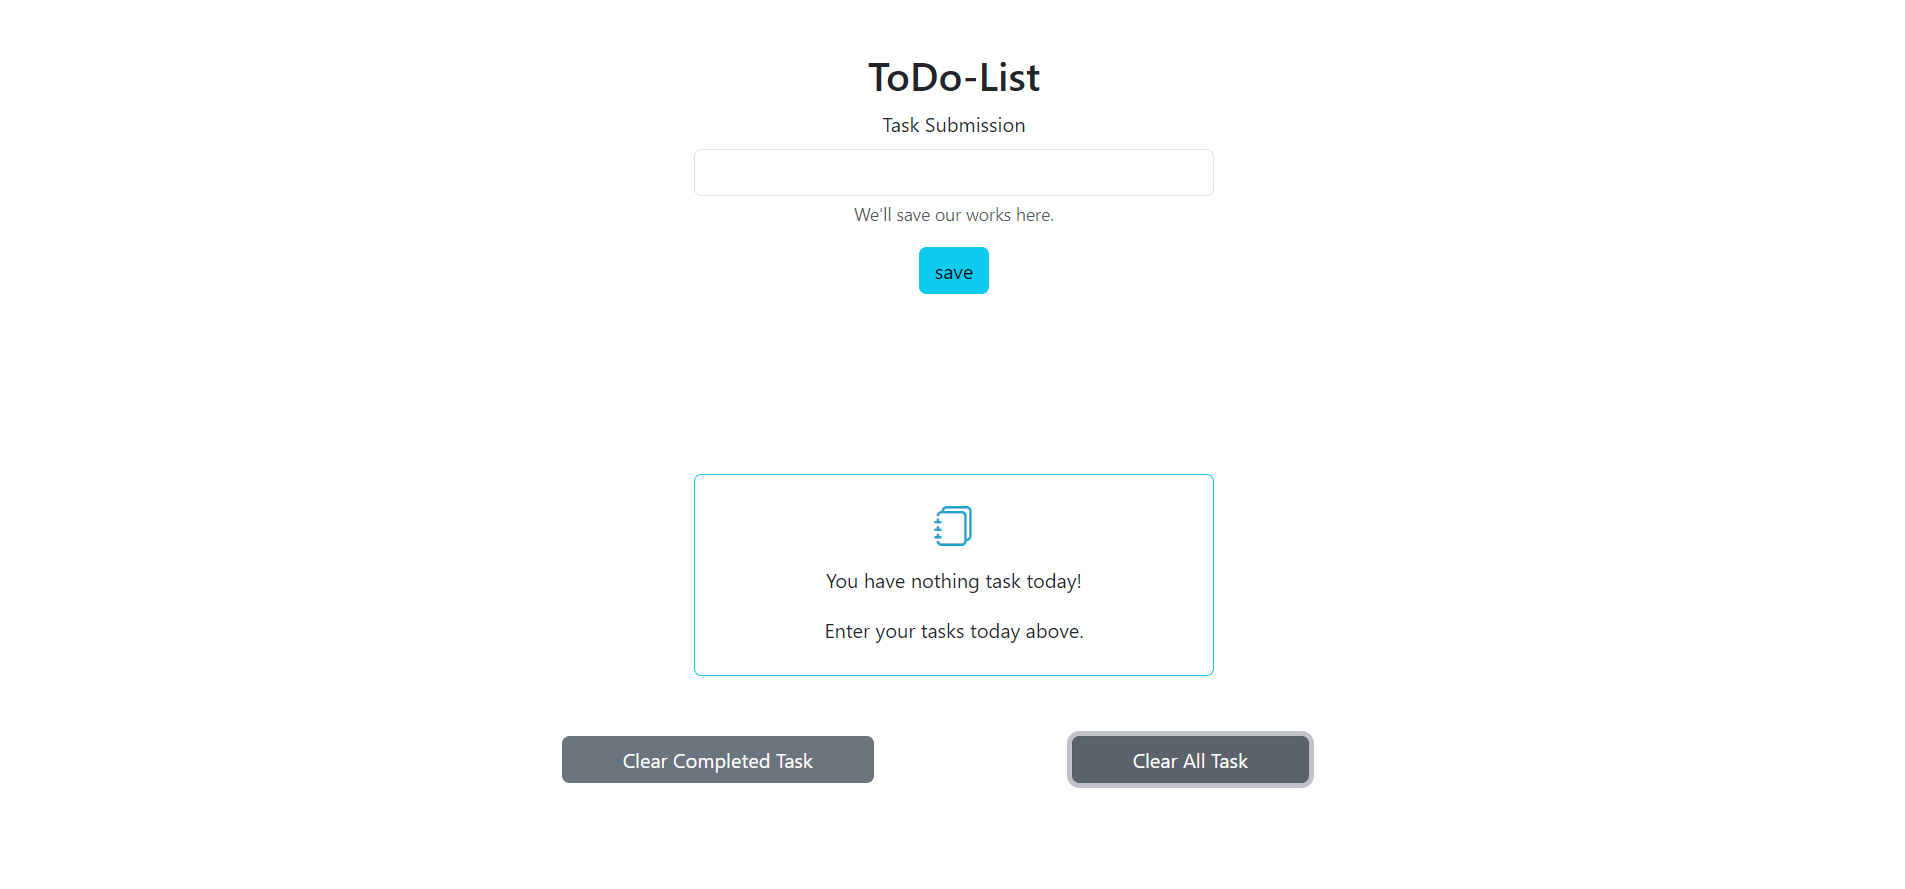 ToDo-List
Task Submission
We'll save our works here.
save
You have nothing task today!
Enter your tasks today above.
Clear Completed Task
Clear All Task